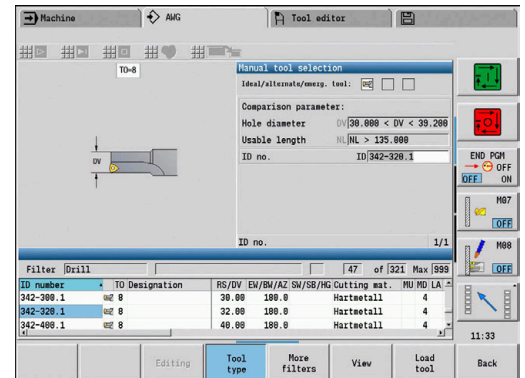 Machine AWG Tool editor
TO=8
Manual tool selection
Ideal/alternate/emerg. tool:
Comparison parameter:
Hole diameter DV 30.000 < DV < 39.200
Usable length NL NL > 135.000
ID no. ID 342-320.1
DV
ID no. 1/1
END PGM
OFF
OFF ON
M07
OFF
M08
OFF
Filter Drill 47 of 321 Max 999
ID number TO Designation RS/DV EW/BW/AZ SW/SB/HG Cutting mat. MU MD LA
342-300.1 8 30.00 180.0 Hartmetall 4
342-320.1 8 32.00 180.0 Hartmetall 4
342-400.1 8 40.00 180.0 Hartmetall 4
11:33
Editing Tool type More filters View Load tool Back